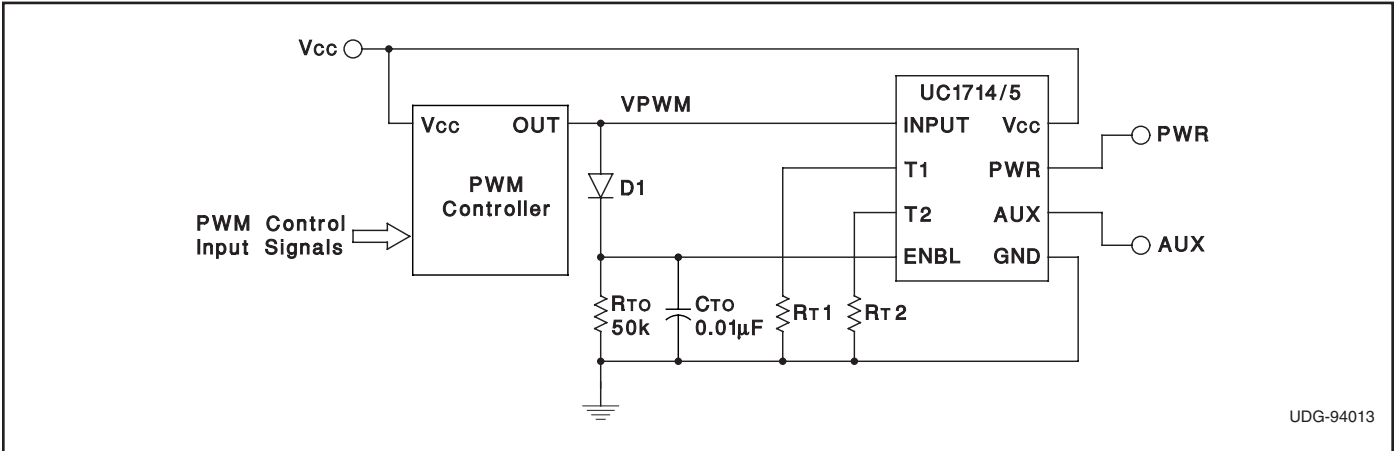 Vcc
UC1714/5
VPWM
Vcc OUT
INPUT Vcc
PWR
T1 PWR
D1
PWM
Controller
T2 AUX
PWM Control
Input Signals
AUX
ENBL GND
RTO
50k
CTO
0.01µF
RT1
RT2
UDG-94013